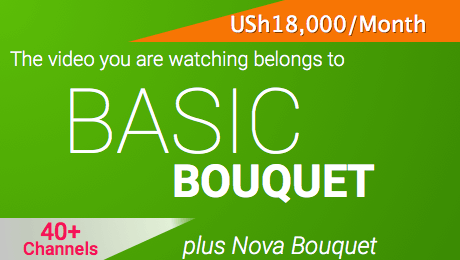 USh18,000/Month
The video you are watching belongs to
BASIC
BOUQUET
40+
Channels
plus Nova Bouquet